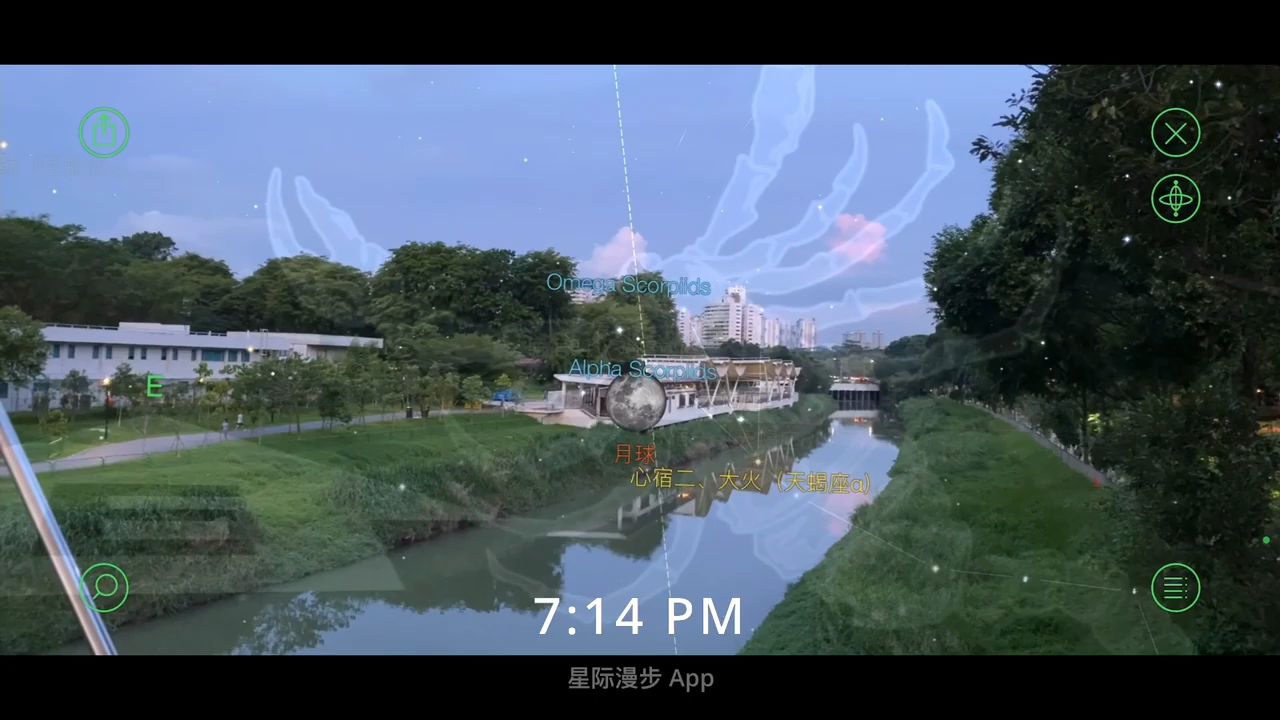 Omega Scorpiids
Alpha Scorpiids
E
月球
心宿二、大火（天蝎座α）
7:14 PM
星际漫步 App